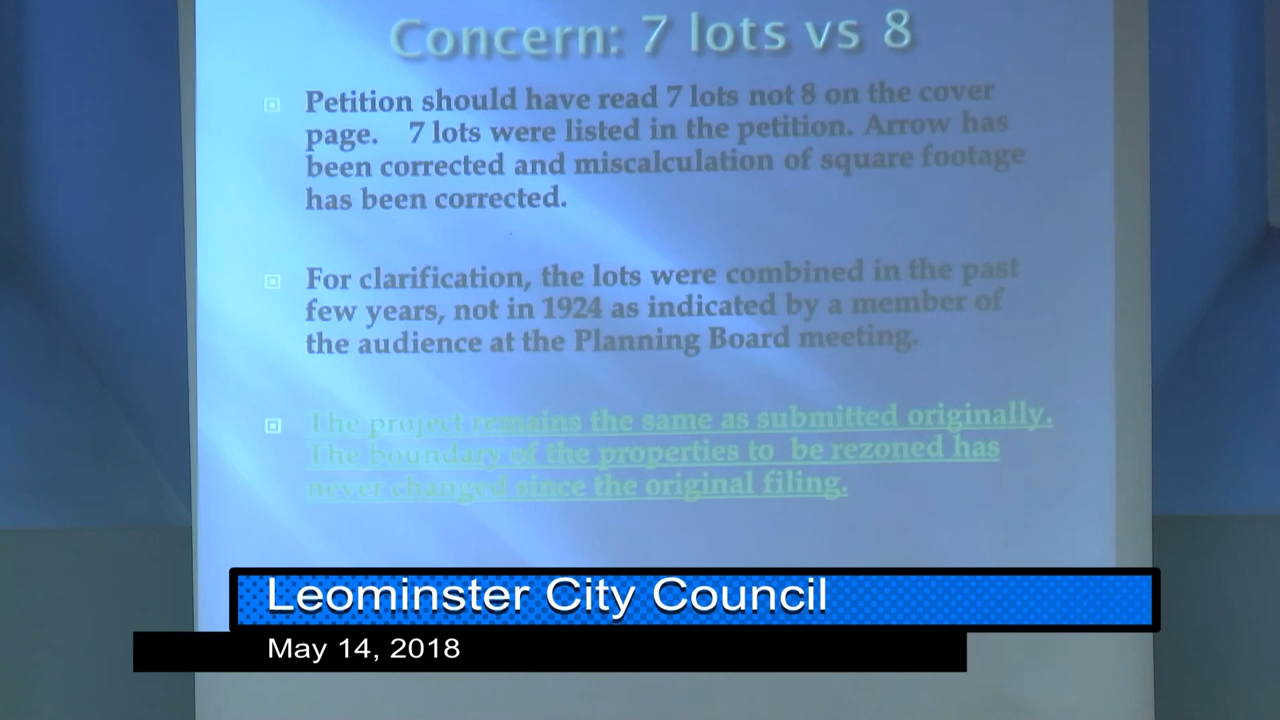 Concern: 7 lots vs 8
Petition should have read 7 lots not 8 on the cover
page. 7 lots were listed in the petition. Arrow has
been corrected and miscalculation of square footage
has been corrected.
For clarification, the lots were combined in the past
few years, not in 1924 as indicated by a member of
the audience at the Planning Board meeting.
The project remains the same as submitted originally.
The boundary of the properties to be rezoned has
never changed since the original filing.
Leominster City Council
May 14, 2018